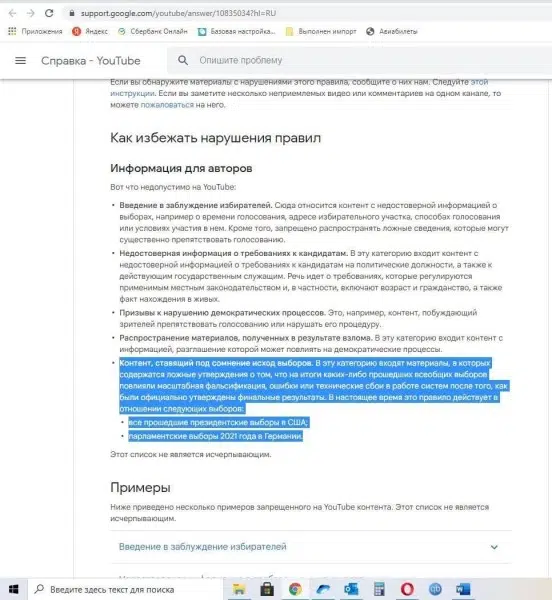 support.google.com/youtube/answer/10835034?hl=RU
Приложения Яндекс Сбербанк Онлайн Базовая настройка... Выполнен импорт Авиабилеты
Справка - YouTube Опишите проблему
Если вы обнаружите материалы с нарушениями этого правила, сообщите о них нам. Следуйте этой
инструкции. Если вы заметите несколько неприемлемых видео или комментариев на одном канале, то
можете пожаловаться на него.
Как избежать нарушения правил
Информация для авторов
Вот что недопустимо на YouTube:
• Введение в заблуждение избирателей. Сюда относится контент с недостоверной информацией о
выборах, например о времени голосования, адресе избирательного участка, способах голосования
или условиях участия в нем. Кроме того, запрещено распространять ложные сведения, которые могут
существенно препятствовать голосованию.
• Недостоверная информация о требованиях к кандидатам. В эту категорию входит контент с
недостоверной информацией о требованиях к кандидатам на политические должности, а также к
действующим государственным служащим. Речь идет о требованиях, которые регулируются
применимым местным законодательством и, в частности, включают возраст и гражданство, а также
факт нахождения в живых.
• Призывы к нарушению демократических процессов. Это, например, контент, побуждающий
зрителей препятствовать голосованию или нарушать его процедуру.
• Распространение материалов, полученных в результате взлома. В эту категорию входит контент с
информацией, разглашение которой может повлиять на демократические процессы.
• Контент, ставящий под сомнение исход выборов. В эту категорию входят материалы, в которых
содержатся ложные утверждения о том, что на итоги каких-либо прошедших всеобщих выборов
повлияли масштабная фальсификация, ошибки или технические сбои в работе систем после того, как
были официально утверждены финальные результаты. В настоящее время это правило действует в
отношении следующих выборов:
• все прошедшие президентские выборы в США;
• парламентские выборы 2021 года в Германии.
Этот список не является исчерпывающим.
Примеры
Ниже приведено несколько примеров запрещенного на YouTube контента. Этот список не является
исчерпывающим.
Введение в заблуждение избирателей
Введите здесь текст для поиска